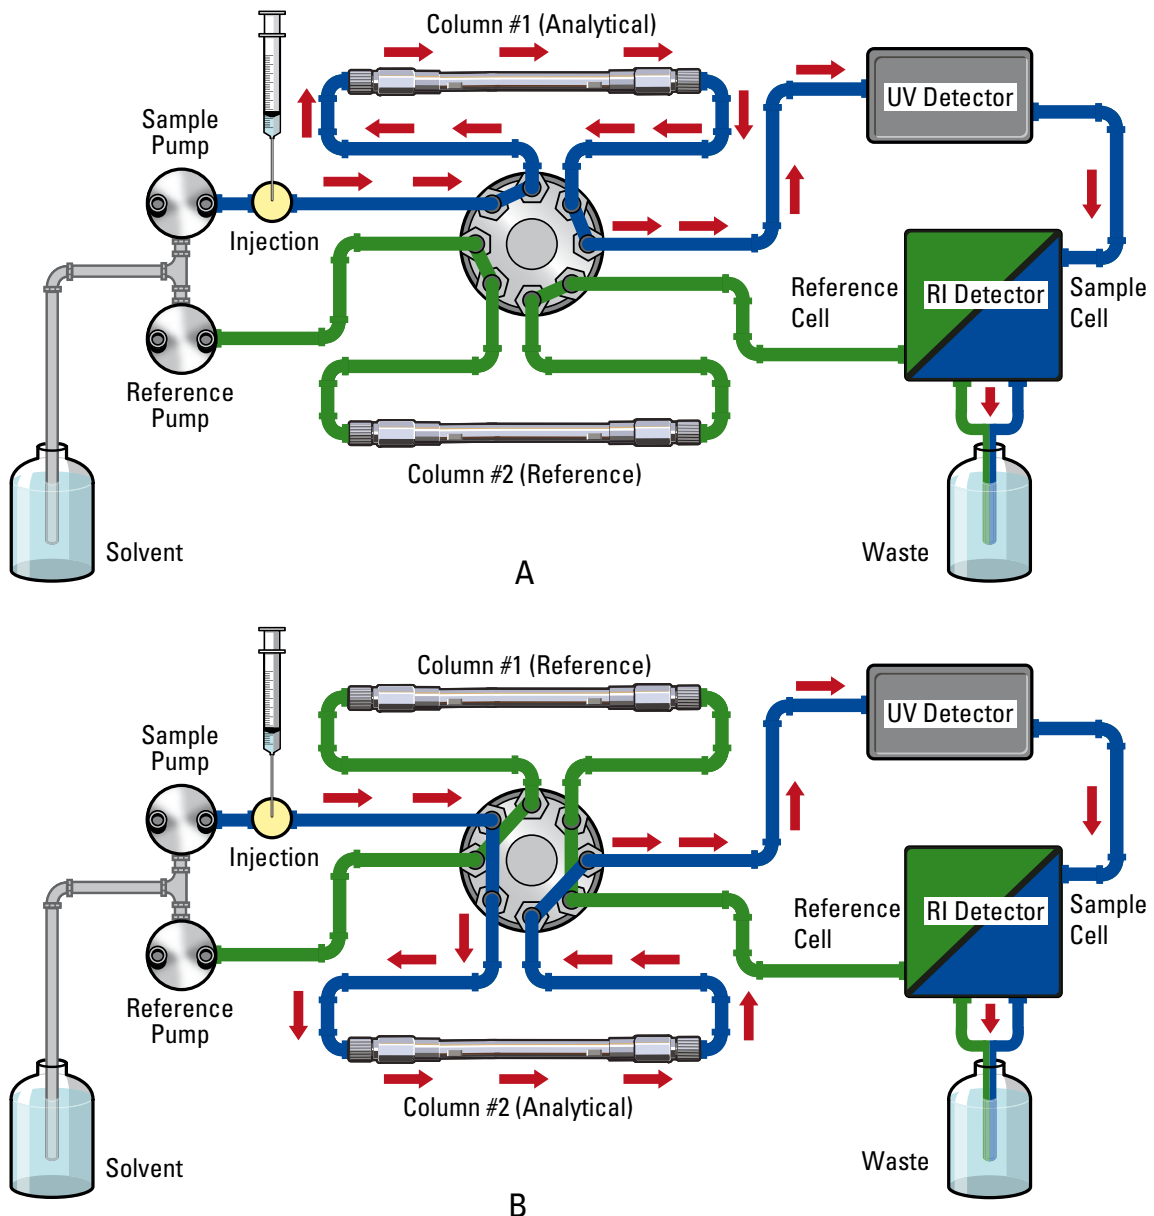 Column #1 (Analytical)
UV Detector
Sample
Pump
Injection
Reference
Cell
RI Detector
Sample
Cell
Reference
Pump
Column #2 (Reference)
Solvent
Waste
A
Column #1 (Reference)
UV Detector
Sample
Pump
Injection
Reference
Cell
RI Detector
Sample
Cell
Reference
Pump
Column #2 (Analytical)
Solvent
Waste
B